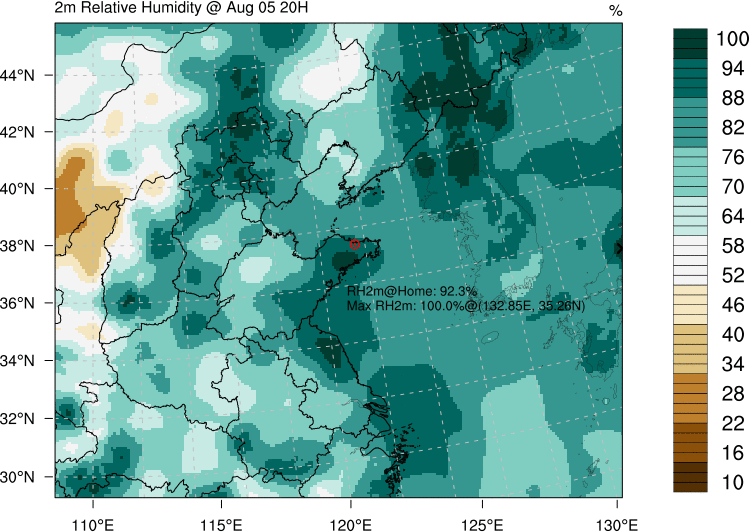 2m Relative Humidity @ Aug 05 20H
%
44°N
42°N
40°N
38°N
36°N
34°N
32°N
30°N
RH2m@Home: 92.3%
Max RH2m: 100.0%@(132.85E, 35.26N)
110°E
115°E
120°E
125°E
130°E
100
94
88
82
76
70
64
58
52
46
40
34
28
22
16
10